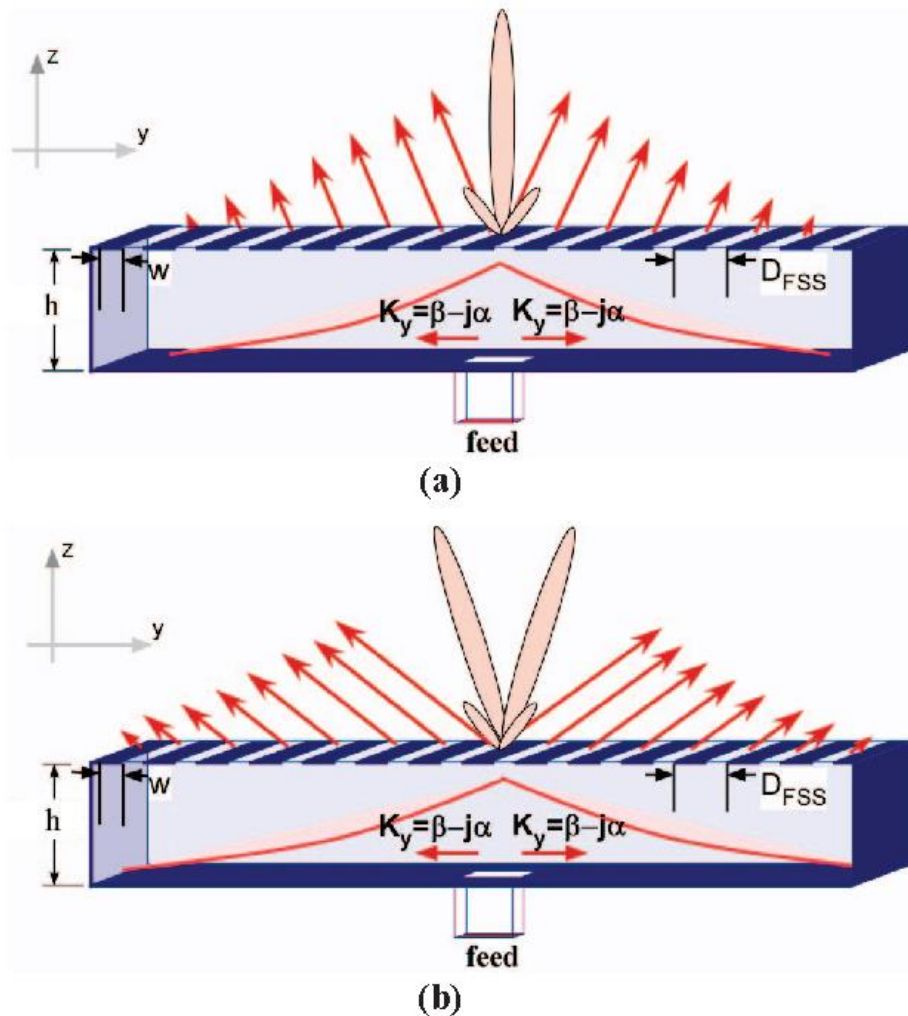 z
y
h
w
D_FSS
K_y=β−jα K_y=β−jα
feed
(a)
z
y
h
w
D_FSS
K_y=β−jα K_y=β−jα
feed
(b)